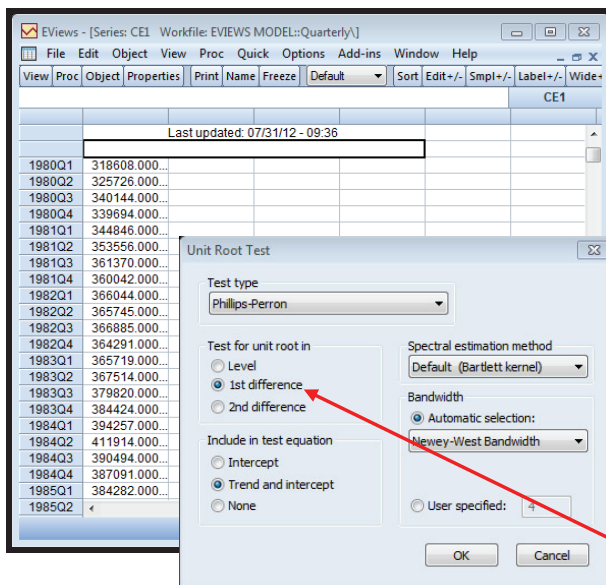 EViews - [Series: CE1 Workfile: EVIEWS MODEL::Quarterly\]
File Edit Object View Proc Quick Options Add-ins Window Help
View Proc Object Properties Print Name Freeze Default Sort Edit+/- Smpl+/- Label+/- Wide+
CE1
Last updated: 07/31/12 - 09:36
1980Q1 318608.000...
1980Q2 325726.000...
1980Q3 340144.000...
1980Q4 339694.000...
1981Q1 344846.000...
1981Q2 353556.000...
1981Q3 361370.000...
1981Q4 360042.000...
1982Q1 366044.000...
1982Q2 365745.000...
1982Q3 366885.000...
1982Q4 364291.000...
1983Q1 365719.000...
1983Q2 367514.000...
1983Q3 379820.000...
1983Q4 384424.000...
1984Q1 394257.000...
1984Q2 411914.000...
1984Q3 390494.000...
1984Q4 387091.000...
1985Q1 384282.000...
1985Q2
Unit Root Test
Test type
Phillips-Perron
Test for unit root in
Level
1st difference
2nd difference
Include in test equation
Intercept
Trend and intercept
None
Spectral estimation method
Default (Bartlett kernel)
Bandwidth
Automatic selection:
Newey-West Bandwidth
User specified: 4
OK Cancel